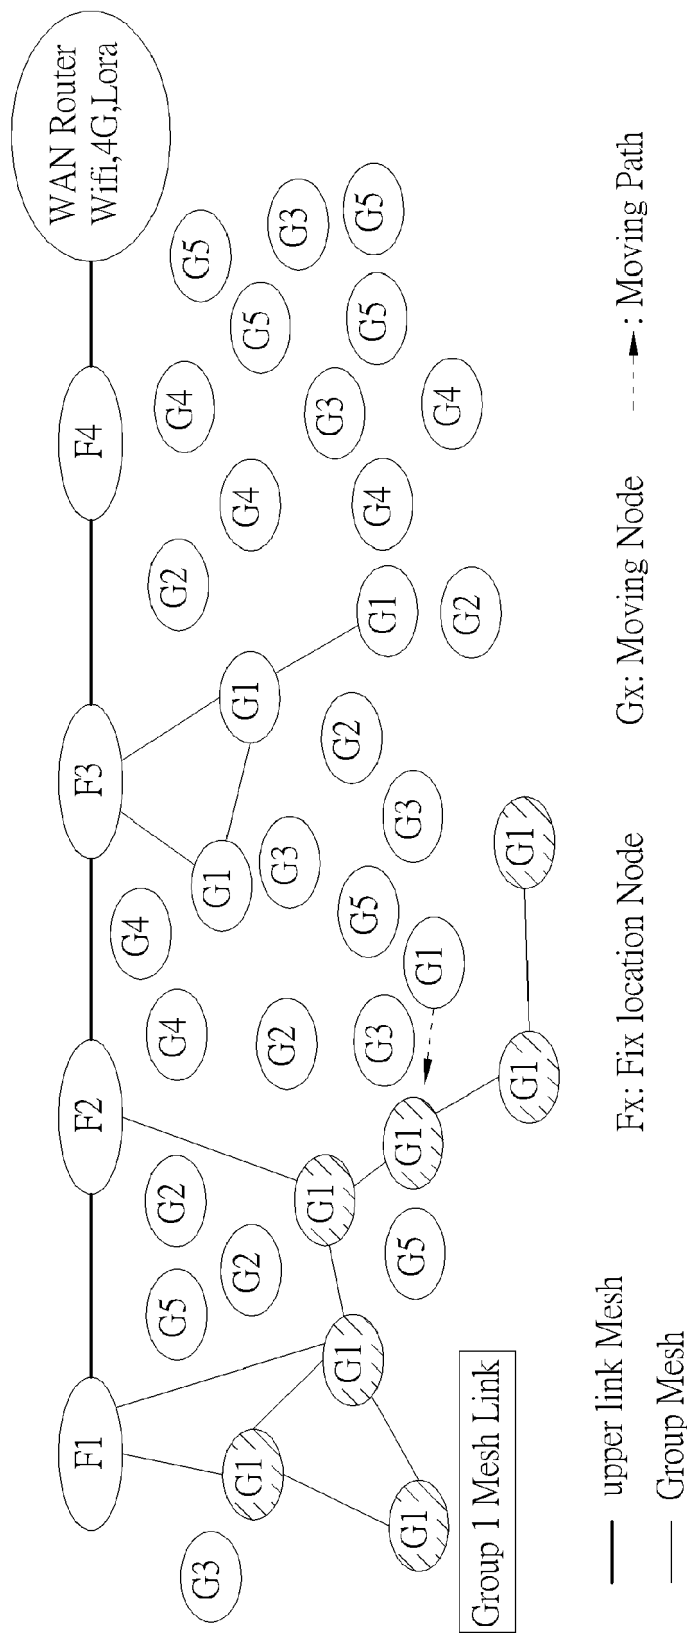 WAN Router
Wifi,4G,Lora
F1
F2
F3
F4
G4
G5
G2
G4
G2
G4
G5
G3
G1
G1
G2
G1
G4
G5
G2
G3
G3
G1
G1
G2
G3
G3
G5
G1
G4
G5
G5
G1
G5
G1
G3
G1
G4
G2
G1
G1
Group 1 Mesh Link
upper link Mesh
Fx: Fix location Node
Gx: Moving Node
: Moving Path
Group Mesh